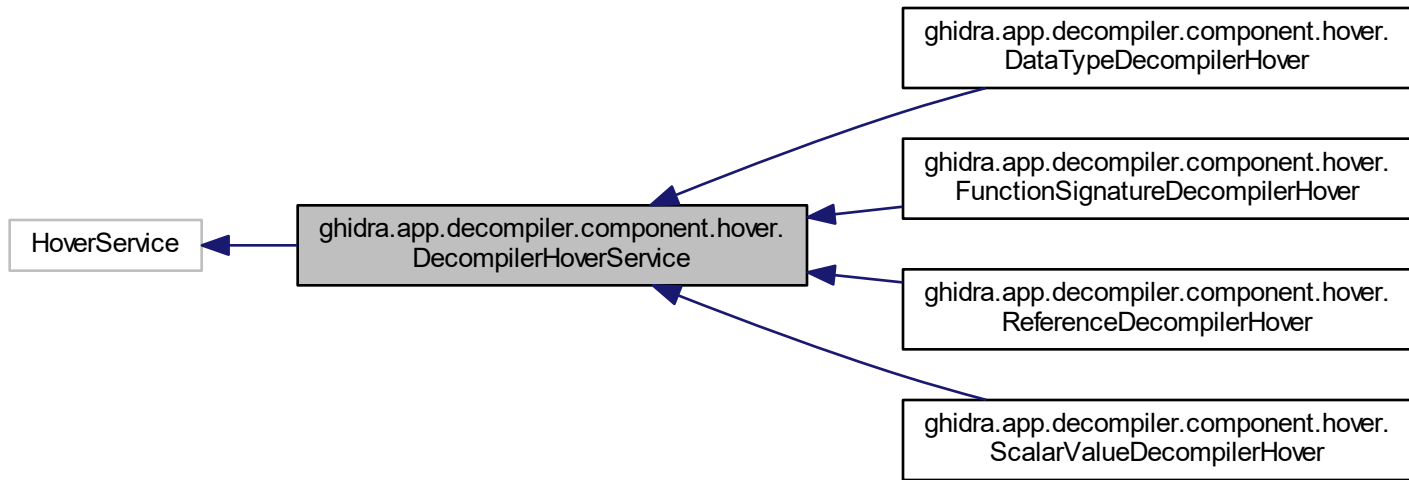 HoverService
ghidra.app.decompiler.component.hover.
DecompilerHoverService
ghidra.app.decompiler.component.hover.
DataTypeDecompilerHover
ghidra.app.decompiler.component.hover.
FunctionSignatureDecompilerHover
ghidra.app.decompiler.component.hover.
ReferenceDecompilerHover
ghidra.app.decompiler.component.hover.
ScalarValueDecompilerHover